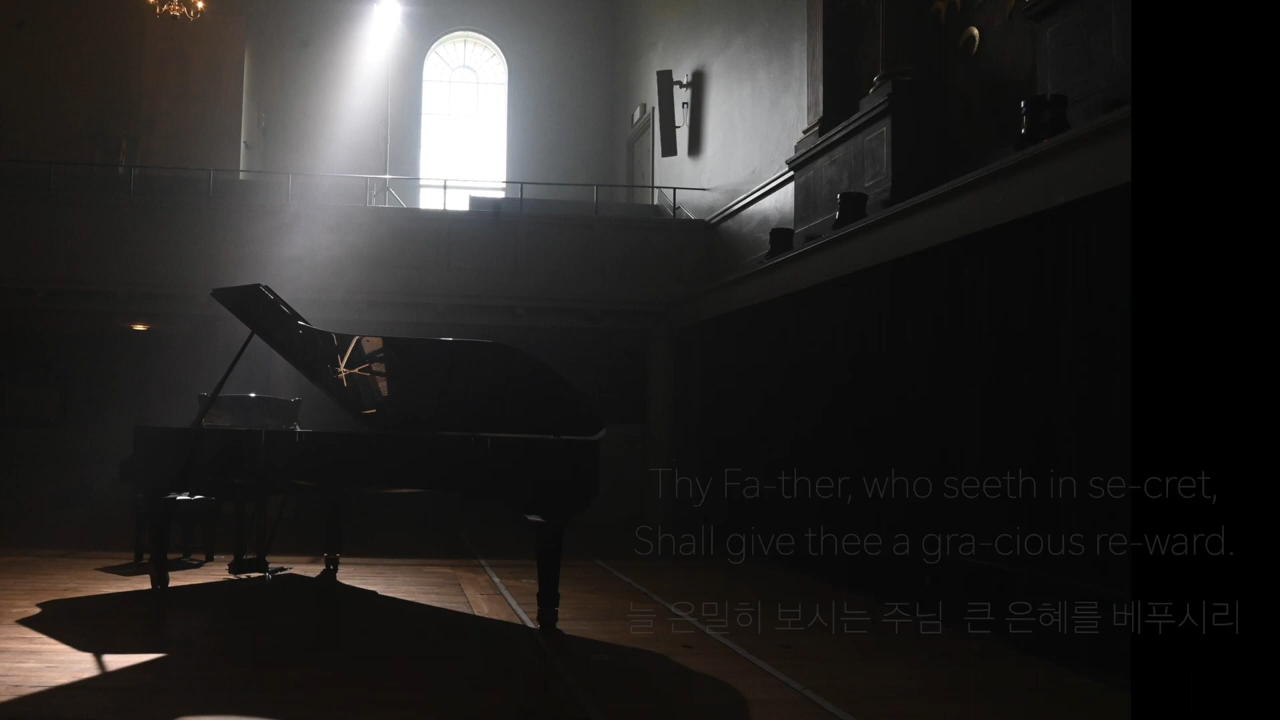 Thy Fa-ther, who seeth in se-cret,
Shall give thee a gra-cious re-ward.
늘 은밀히 보시는 주님 큰 은혜를 베푸시리